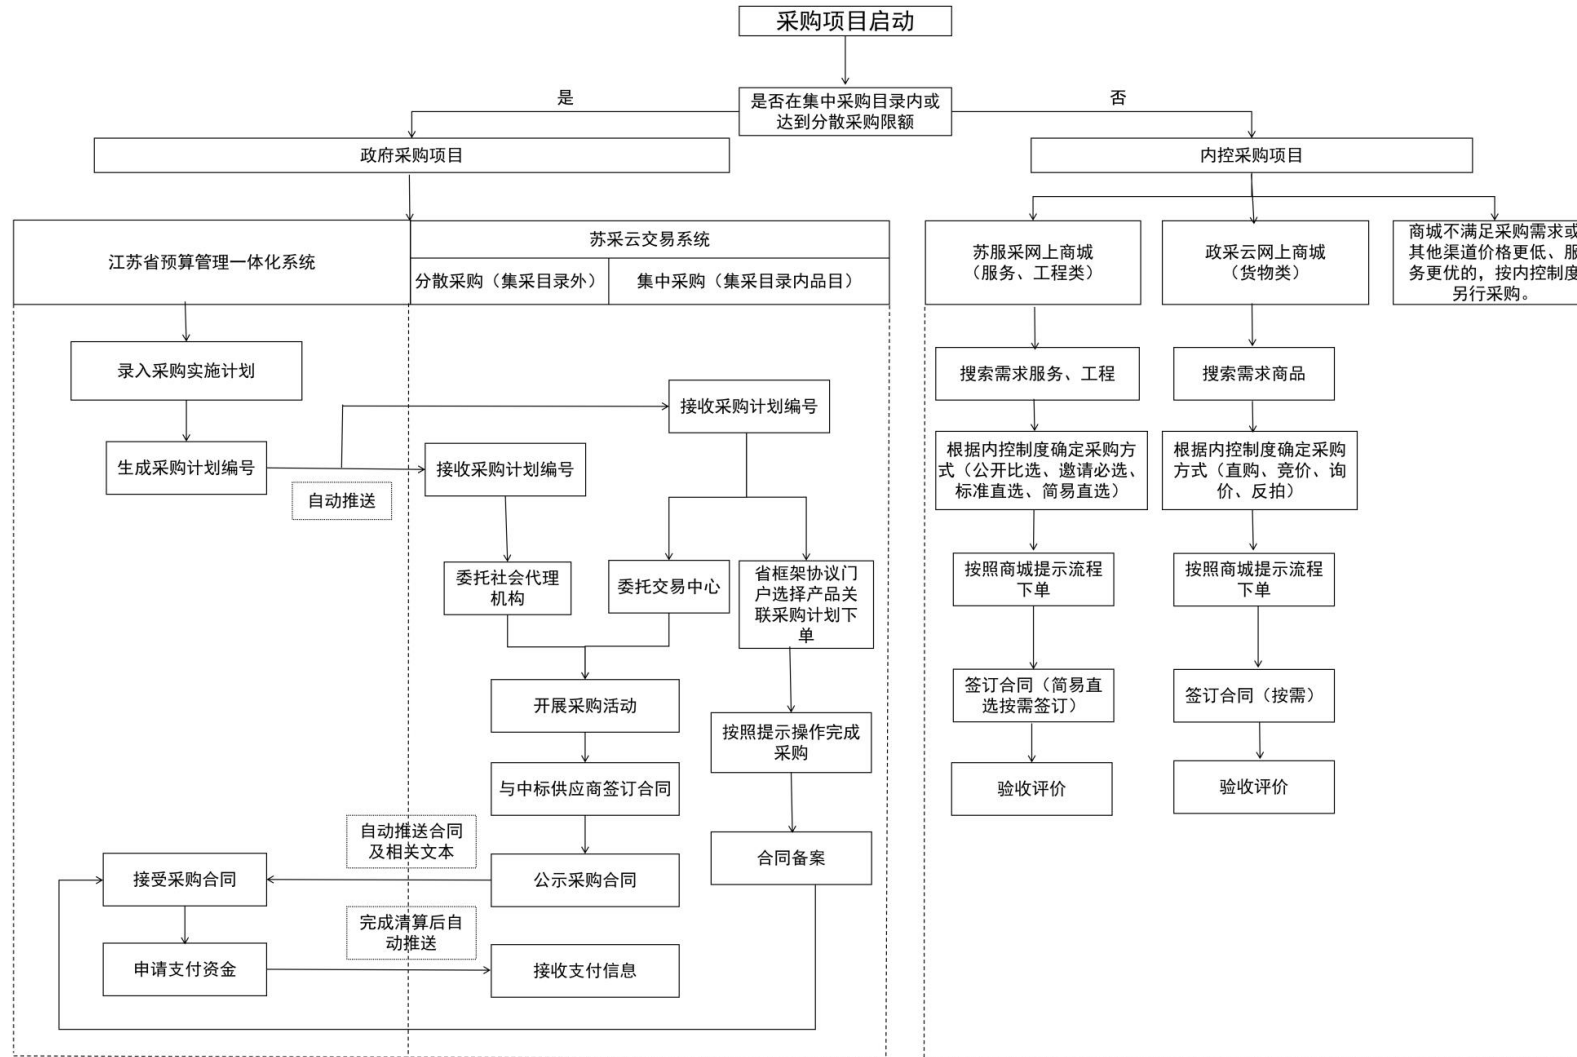 采购项目启动
是否在集中采购目录内或
达到分散采购限额
是
否
政府采购项目
内控采购项目
江苏省预算管理一体化系统
苏采云交易系统
分散采购（集采目录外）
集中采购（集采目录内品目）
录入采购实施计划
生成采购计划编号
自动推送
接收采购计划编号
接收采购计划编号
委托社会代理
机构
委托交易中心
省框架协议门
户选择产品关
联采购计划下
单
开展采购活动
按照提示操作完成
采购
与中标供应商签订合同
自动推送合同
及相关文本
合同备案
接受采购合同
公示采购合同
完成清算后自
动推送
申请支付资金
接收支付信息
苏服采网上商城
（服务、工程类）
搜索需求服务、工程
根据内控制度确定采购方
式（公开比选、邀请必选、
标准直选、简易直选）
按照商城提示流程
下单
签订合同（简易直
选按需签订）
验收评价
政采云网上商城
（货物类）
搜索需求商品
根据内控制度确定采购
方式（直购、竞价、询
价、反拍）
按照商城提示流程
下单
签订合同（按需）
验收评价
商城不满足采购需求或
其他渠道价格更低、服
务更优的，按内控制度
另行采购。